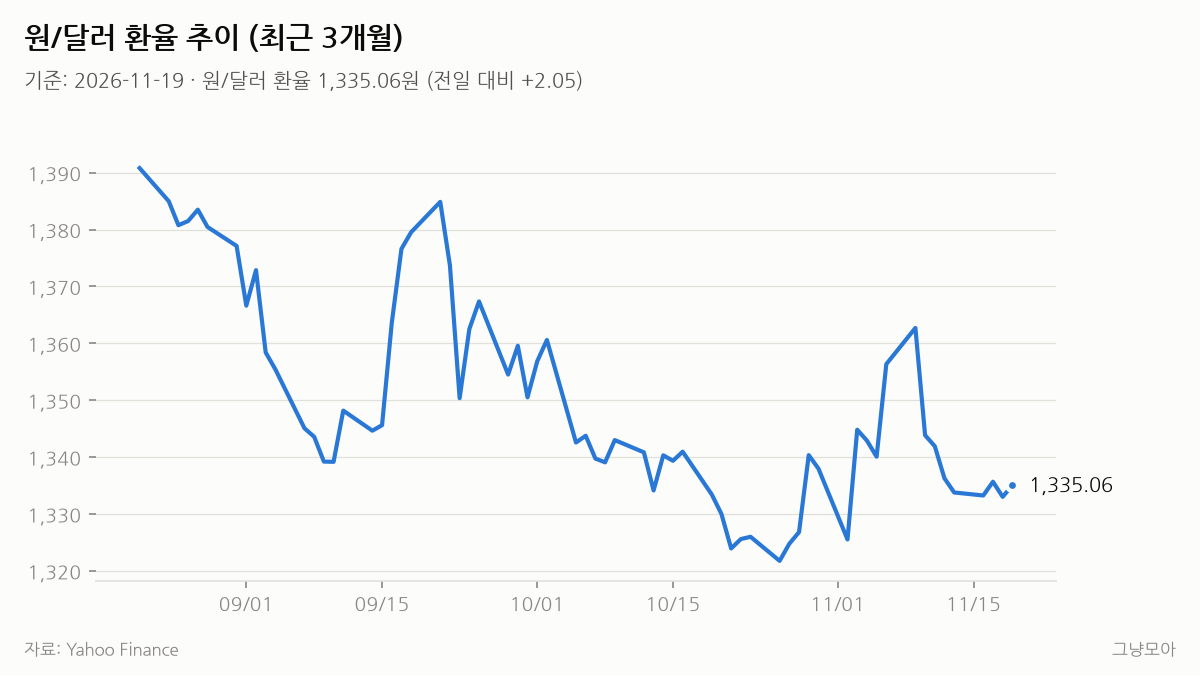 원/달러 환율 추이 (최근 3개월)
기준: 2026-11-19 · 원/달러 환율 1,335.06원 (전일 대비 +2.05)
1,390
1,380
1,370
1,360
1,350
1,340
1,330
1,320
1,335.06
09/01 09/15 10/01 10/15 11/01 11/15
자료: Yahoo Finance
그냥모아